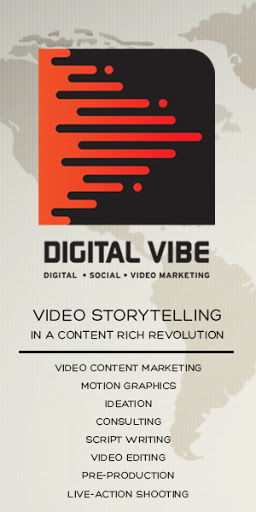 DIGITAL VIBE
DIGITAL • SOCIAL • VIDEO MARKETING
VIDEO STORYTELLING
IN A CONTENT RICH REVOLUTION
VIDEO CONTENT MARKETING
MOTION GRAPHICS
IDEATION
CONSULTING
SCRIPT WRITING
VIDEO EDITING
PRE-PRODUCTION
LIVE-ACTION SHOOTING